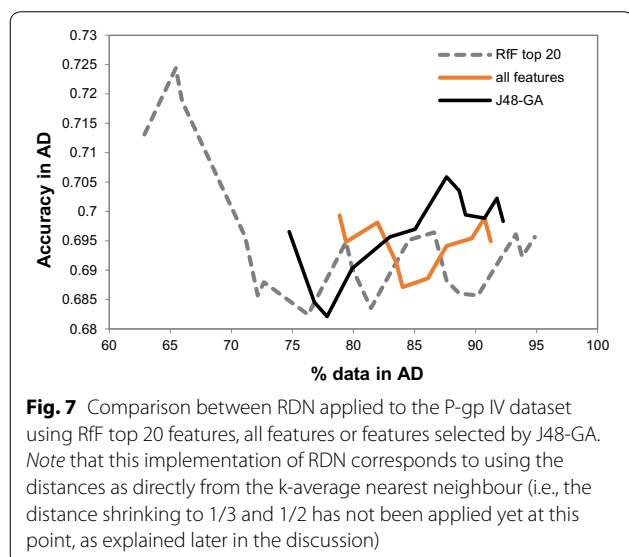 0.73
0.725
0.72
0.715
0.71
0.705
0.7
0.695
0.69
0.685
0.68
Accuracy in AD
RfF top 20
all features
J48-GA
60 65 70 75 80 85 90 95 100
% data in AD
Fig. 7 Comparison between RDN applied to the P-gp IV dataset
using RfF top 20 features, all features or features selected by J48-GA.
Note that this implementation of RDN corresponds to using the
distances as directly from the k-average nearest neighbour (i.e., the
distance shrinking to 1/3 and 1/2 has not been applied yet at this
point, as explained later in the discussion)